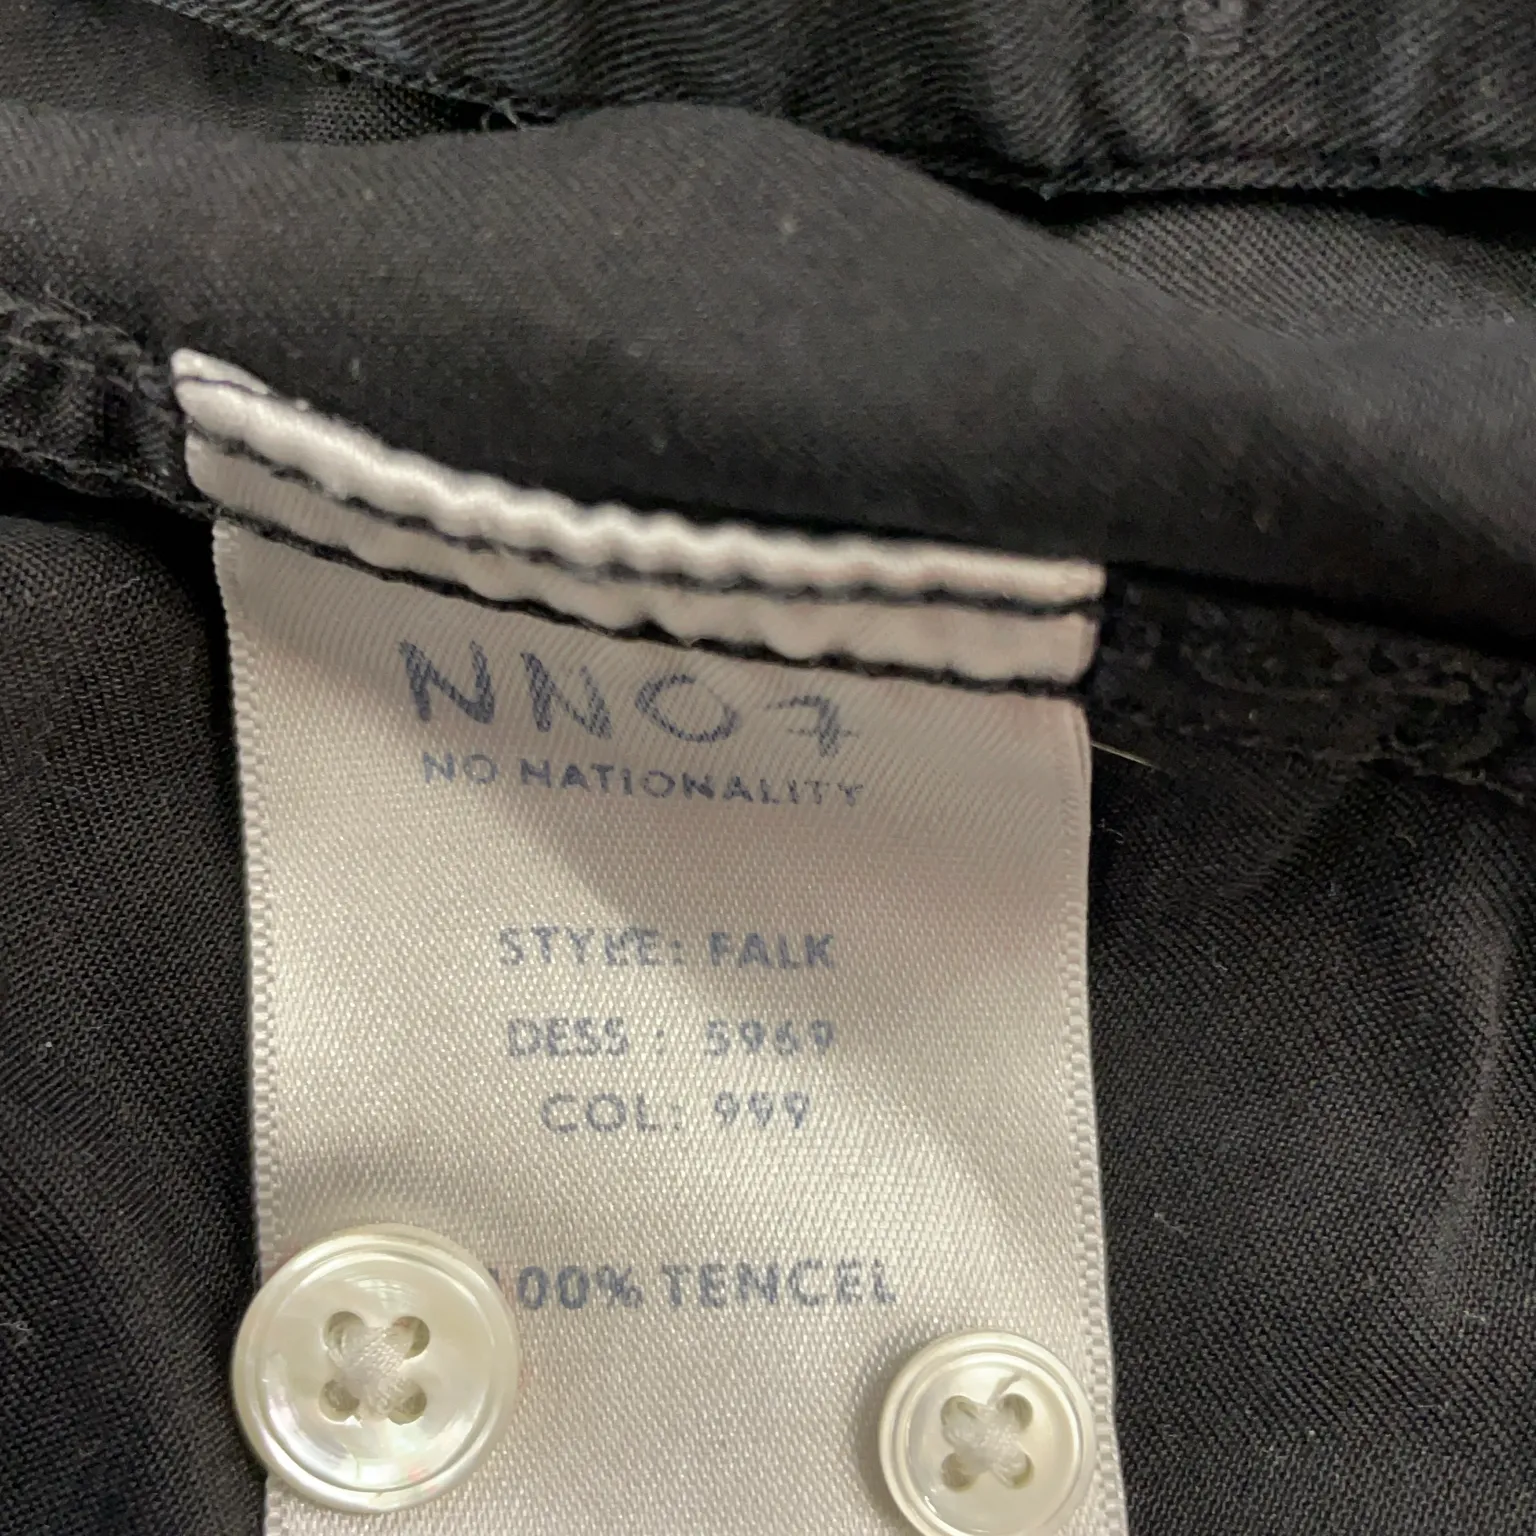 NN07
NO NATIONALITY
STYLE: FALK
DESS : 5969
COL: 999
100% TENCEL